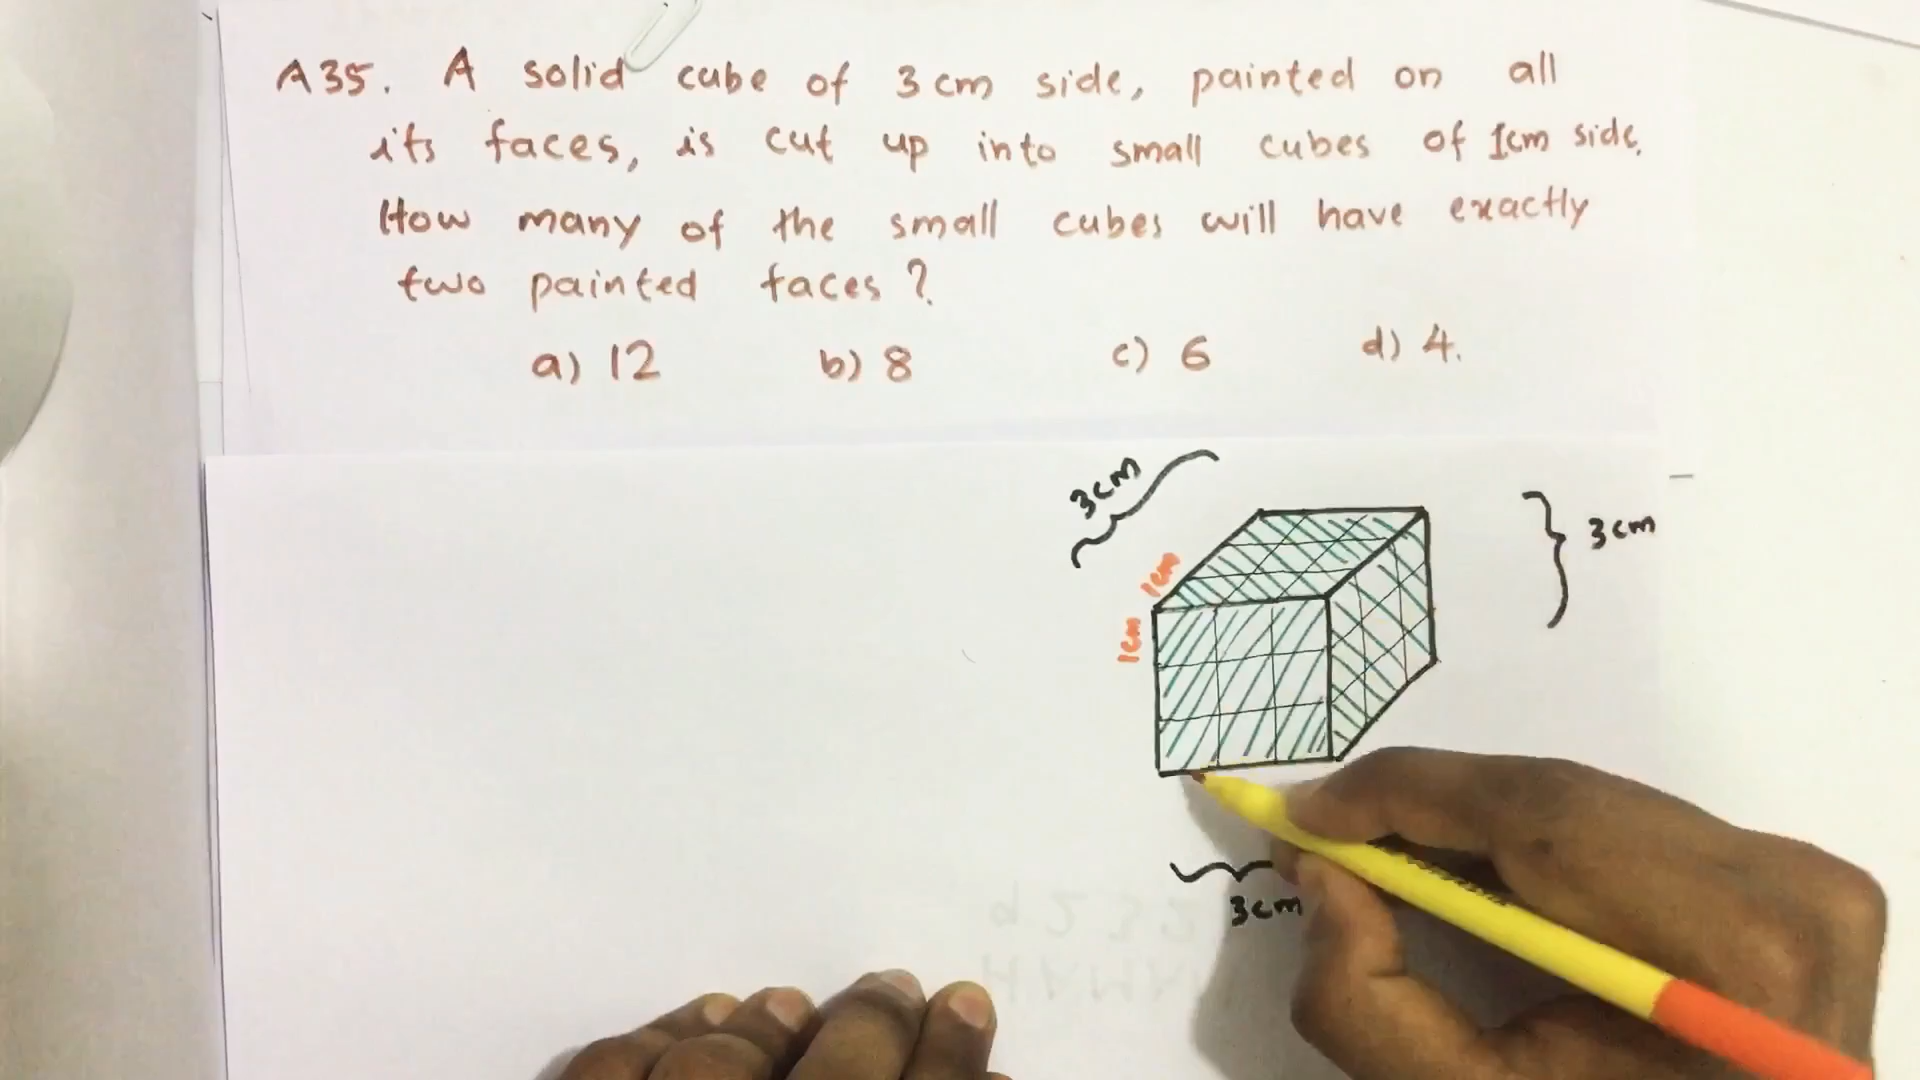 A35. A solid cube of 3 cm side, painted on all
its faces, is cut up into small cubes of 1cm side.
How many of the small cubes will have exactly
two painted faces?
a) 12 b) 8 c) 6 d) 4.
3cm
3cm
1cm
1cm
3cm